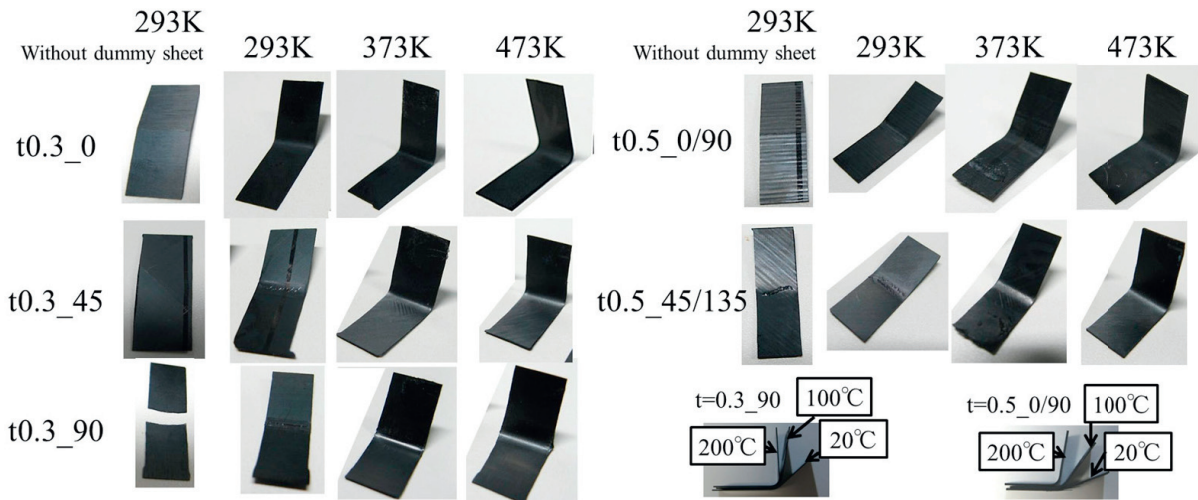 293K
Without dummy sheet
293K
373K
473K
t0.3_0
t0.3_45
t0.3_90
293K
Without dummy sheet
293K
373K
473K
t0.5_0/90
t0.5_45/135
t=0.3_90
100℃
200℃
20℃
t=0.5_0/90
100℃
200℃
20℃